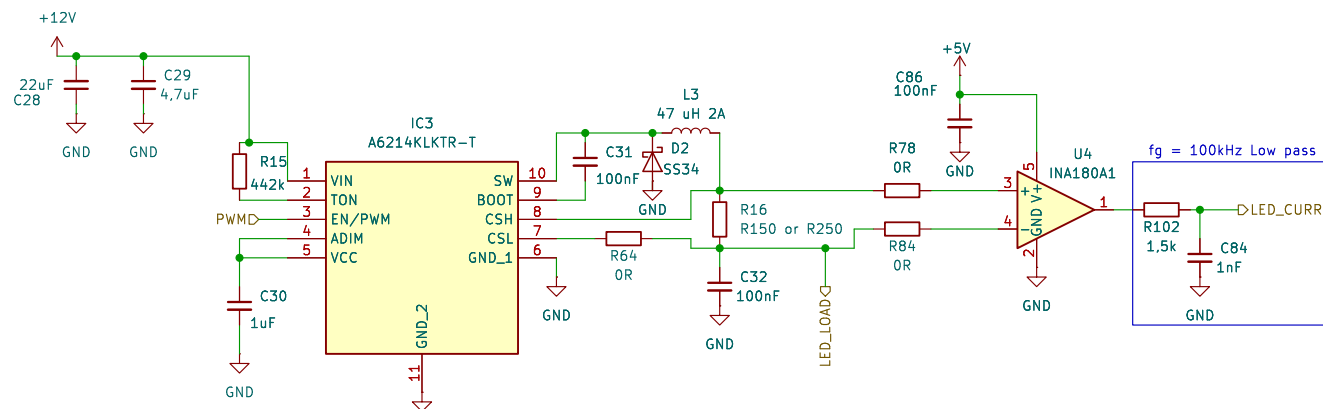 +12V
22uF
C28
GND
C29
4,7uF
GND
R15
442k
PWM
C30
1uF
GND
IC3
A6214KLKTR-T
1
VIN
2
TON
3
EN/PWM
4
ADIM
5
VCC
10
SW
9
BOOT
8
CSH
7
CSL
6
GND_1
GND_2
11
GND
C31
100nF
D2
SS34
GND
L3
47 uH 2A
R16
R150 or R250
R64
0R
C32
100nF
GND
LED_LOAD
R78
0R
R84
0R
+5V
C86
100nF
GND
U4
INA180A1
3
+
4
-
5
V+
GND
2
1
GND
fg = 100kHz Low pass
R102
1,5k
C84
1nF
GND
LED_CURR